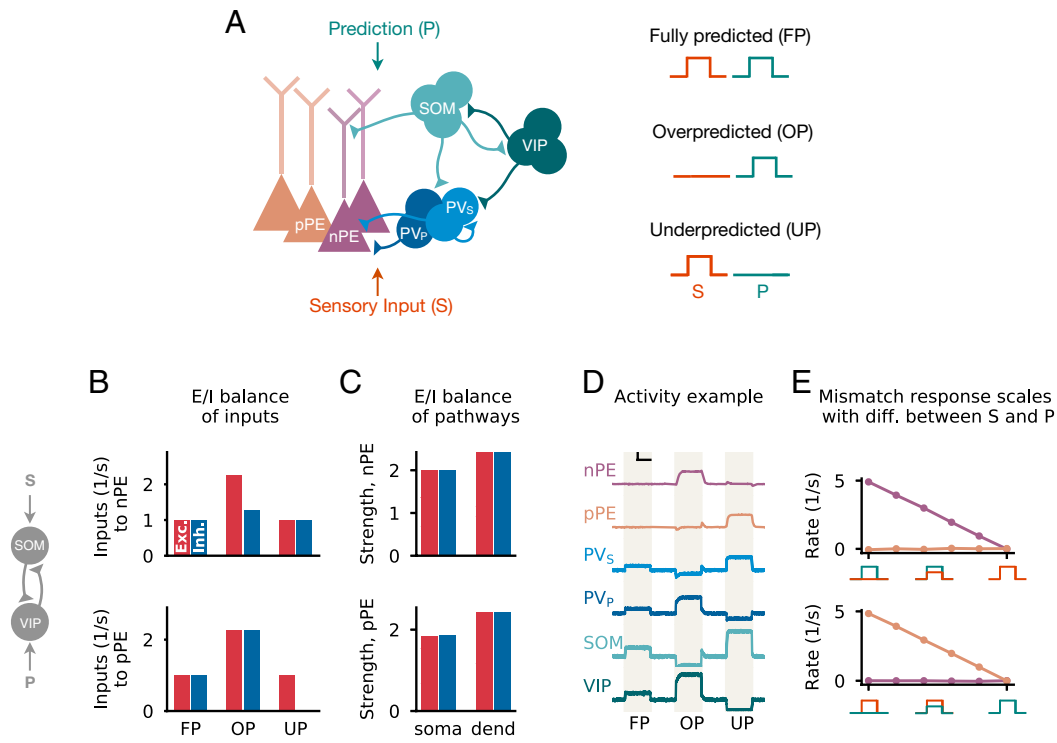 A
Prediction (P)
SOM
VIP
pPE
nPE
PVP
PVS
Sensory Input (S)
Fully predicted (FP)
Overpredicted (OP)
Underpredicted (UP)
S
P
B
E/I balance
of inputs
C
E/I balance
of pathways
D
Activity example
E
Mismatch response scales
with diff. between S and P
S
SOM
VIP
P
Inputs (1/s)
to nPE
2
1
0
Exc.
Inh.
Inputs (1/s)
to pPE
2
0
FP
OP
UP
Strength, nPE
2
0
Strength, pPE
2
0
soma
dend
nPE
pPE
PVS
PVP
SOM
VIP
FP
OP
UP
Rate (1/s)
5
0
Rate (1/s)
5
0